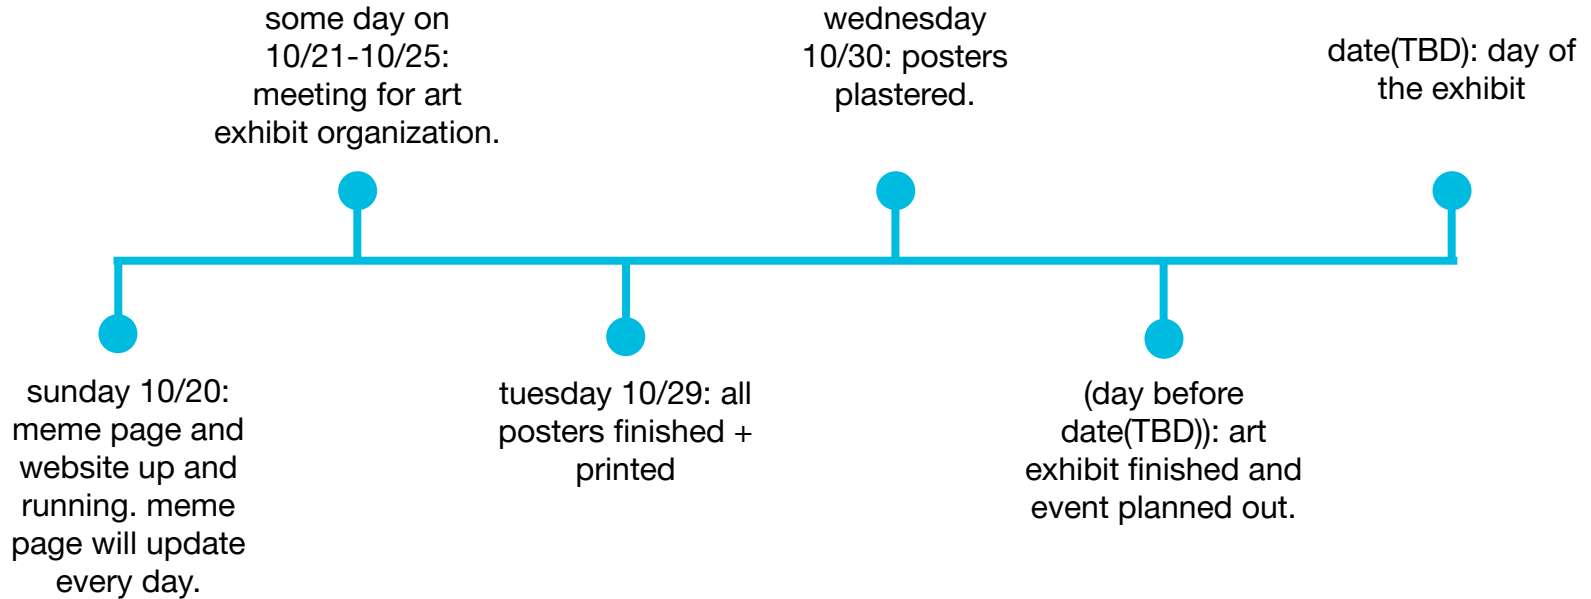 some day on
10/21-10/25:
meeting for art
exhibit organization.
wednesday
10/30: posters
plastered.
date(TBD): day of
the exhibit
sunday 10/20:
meme page and
website up and
running. meme
page will update
every day.
tuesday 10/29: all
posters finished +
printed
(day before
date(TBD)): art
exhibit finished and
event planned out.